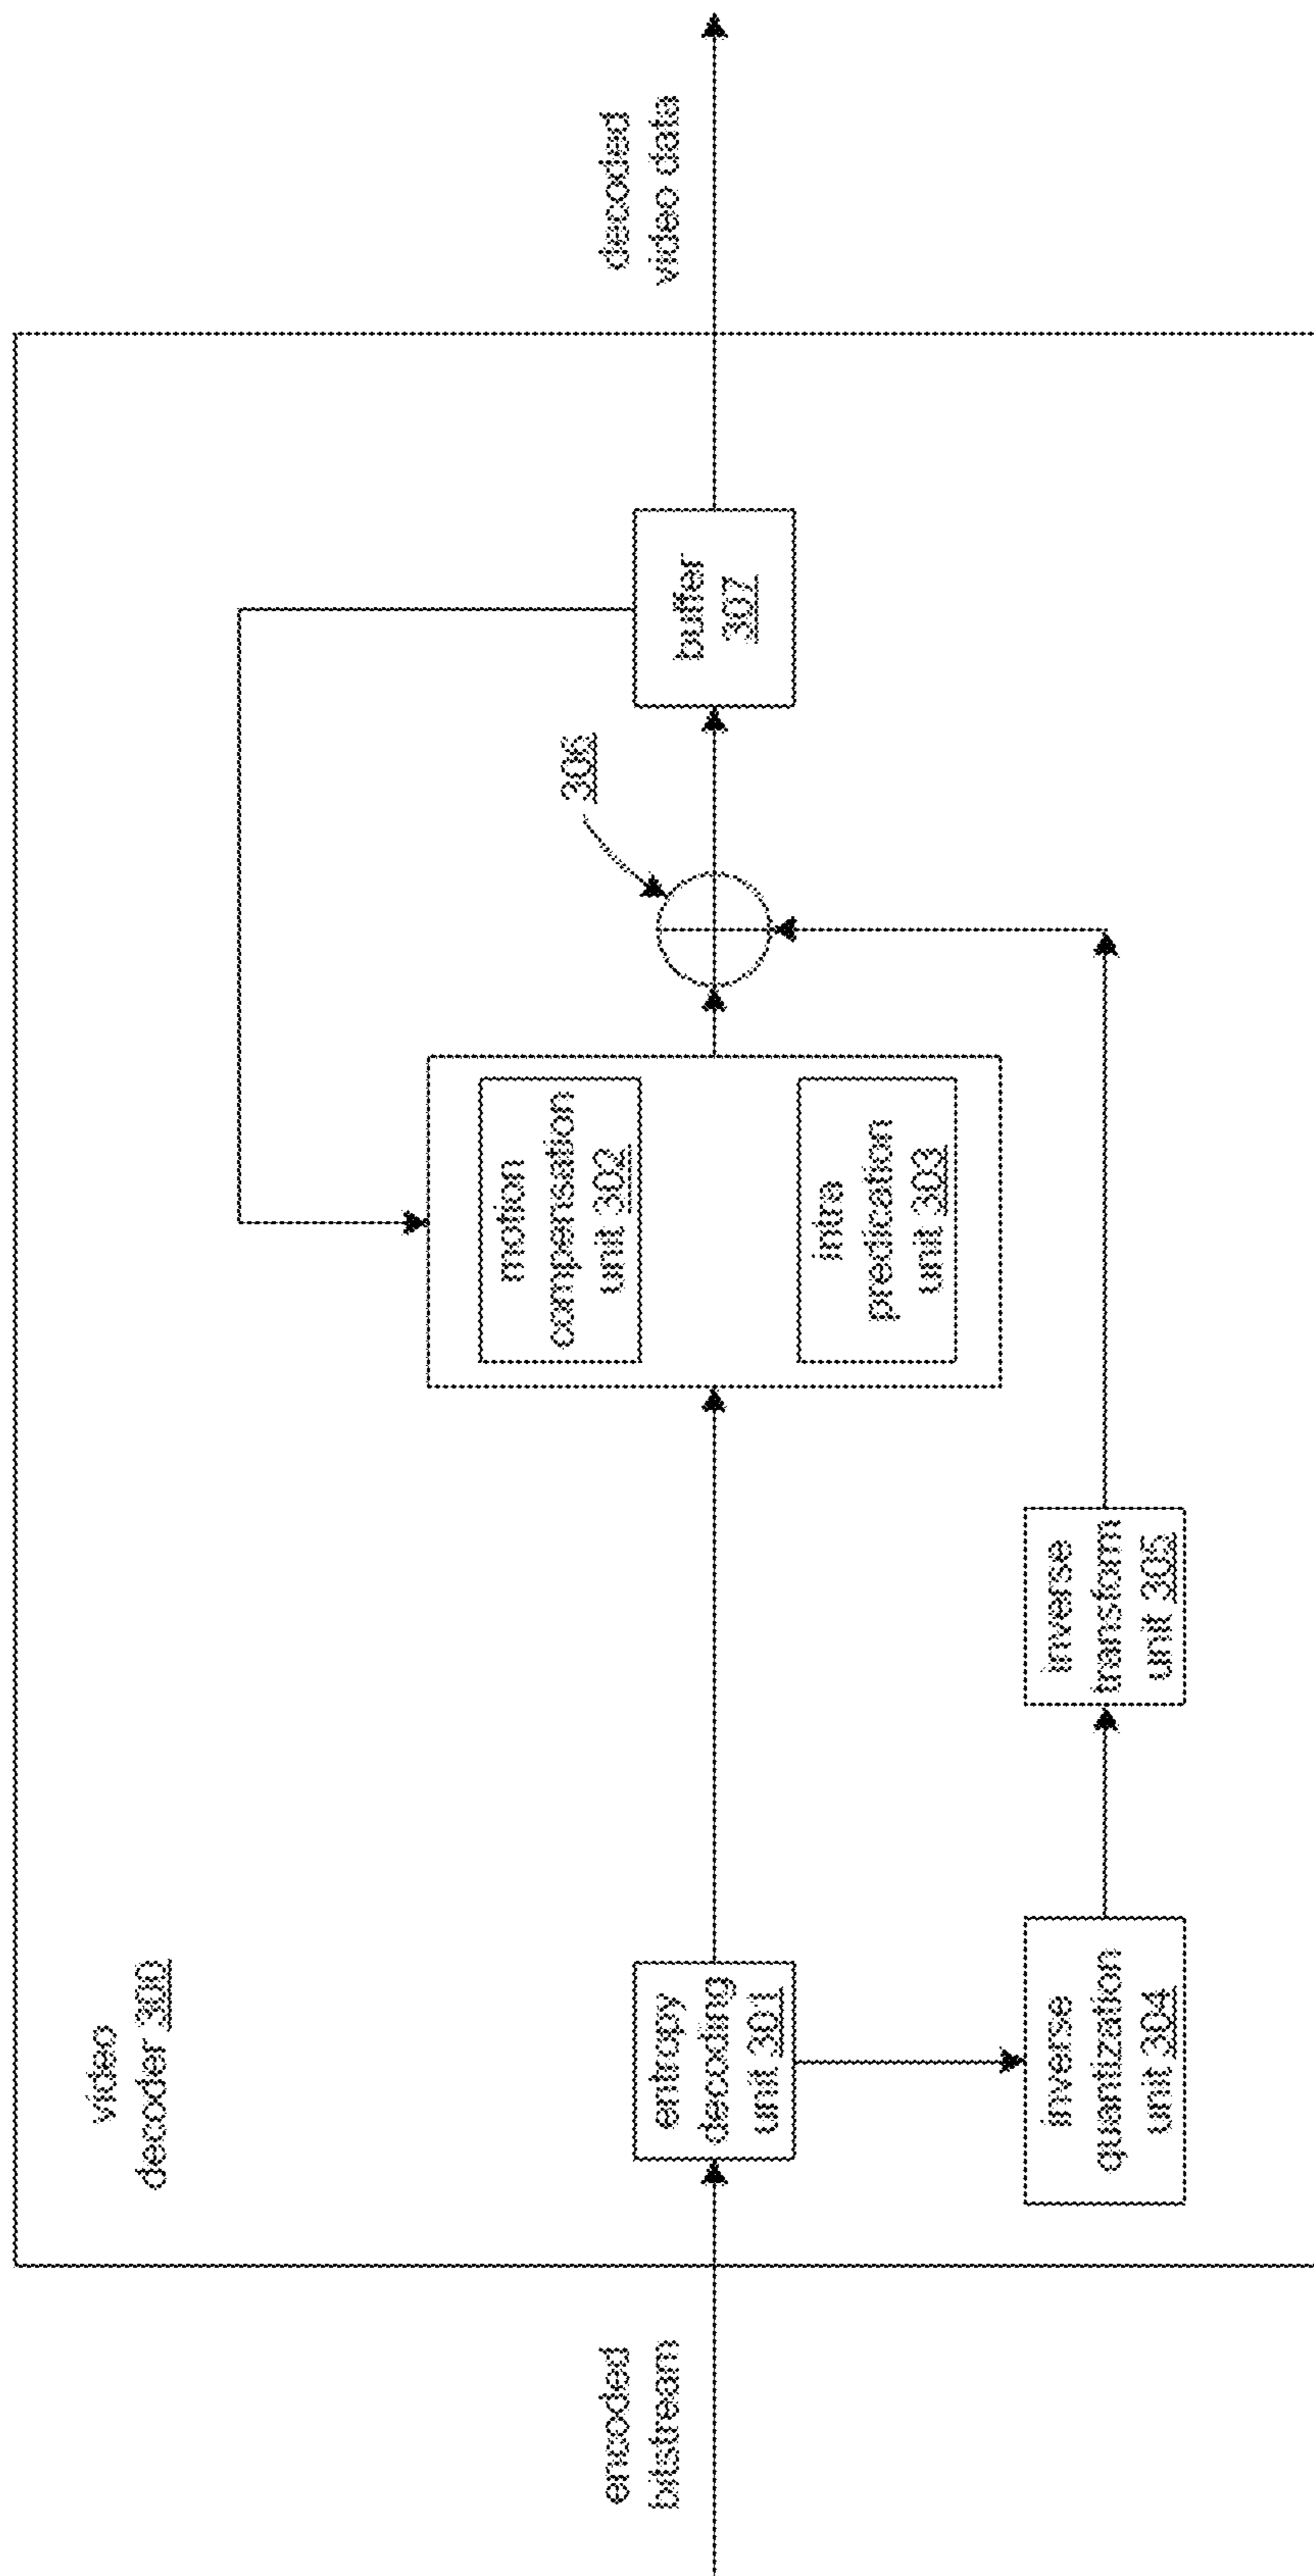 video
decoder 300
encoded
bitstream
entropy
decoding
unit 301
inverse
quantization
unit 304
inverse
transform
unit 305
motion
compensation
unit 302
intra
predication
unit 303
306
buffer
307
decoded
video data